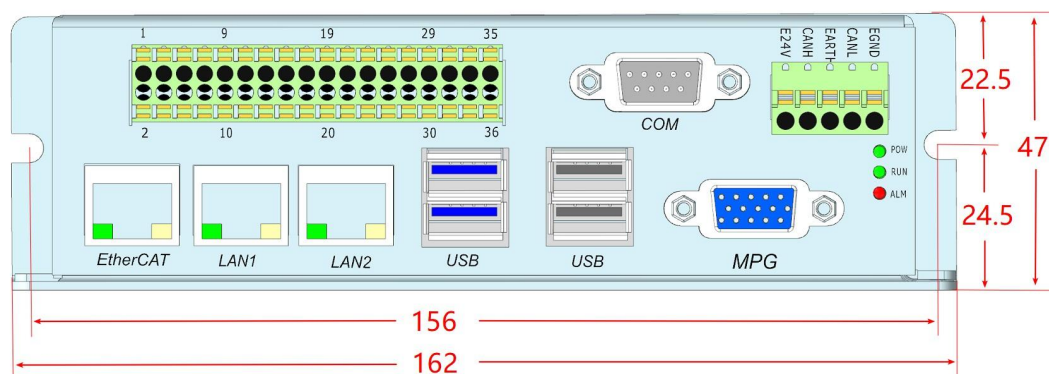 1 9 19 29 35
2 10 20 30 36
COM
E24V
CANH
EARTH
CANL
EGND
POW
RUN
ALM
EtherCAT
LAN1
LAN2
USB
USB
MPG
22.5
47
24.5
156
162